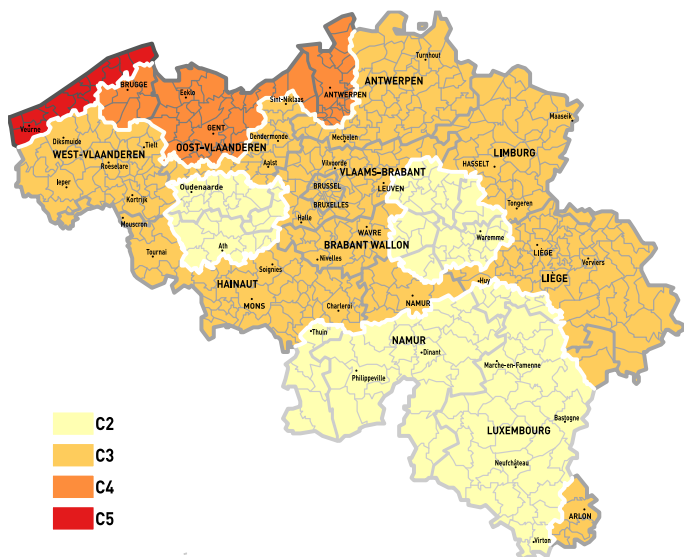 Turnhout
ANTWERPEN
BRUGGE
Eeklo
ANTWERPEN
Sint-Niklaas
Maaseik
Veurne
GENT
Dendermonde
Mechelen
Diksmuide
Tielt
OOST-VLAANDEREN
WEST-VLAANDEREN
LIMBURG
Roeselare
Aalst
Vilvoorde
HASSELT
VLAAMS-BRABANT
Ieper
Oudenaarde
BRUSSEL
LEUVEN
Kortrijk
BRUXELLES
Tongeren
Mouscron
Halle
WAVRE
Waremme
Ath
BRABANT WALLON
LIÈGE
Tournai
Nivelles
Verviers
Soignies
LIÈGE
HAINAUT
Huy
MONS
Charleroi
NAMUR
Thuin
NAMUR
Dinant
Marche-en-Famenne
Philippeville
Bastogne
C2
LUXEMBOURG
C3
Neufchâteau
C4
C5
ARLON
Virton